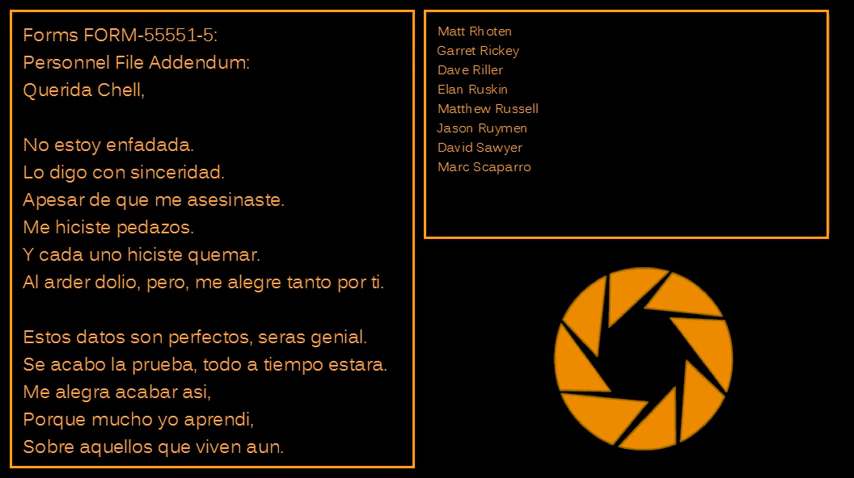 Forms FORM-55551-5:
Personnel File Addendum:
Querida Chell,
No estoy enfadada.
Lo digo con sinceridad.
Apesar de que me asesinaste.
Me hiciste pedazos.
Y cada uno hiciste quemar.
Al arder dolio, pero, me alegre tanto por ti.
Estos datos son perfectos, seras genial.
Se acabo la prueba, todo a tiempo estara.
Me alegra acabar asi,
Porque mucho yo aprendi,
Sobre aquellos que viven aun.
Matt Rhoten
Garret Rickey
Dave Riller
Elan Ruskin
Matthew Russell
Jason Ruymen
David Sawyer
Marc Scaparro